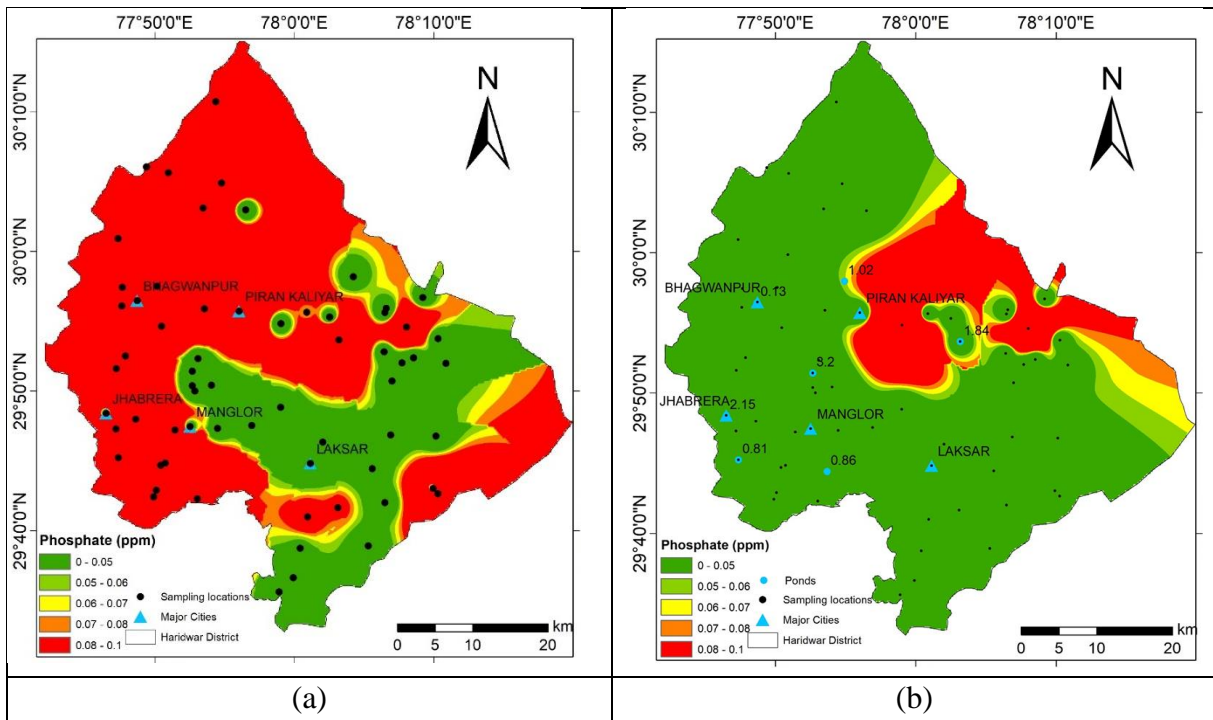 77°50'0"E 78°0'0"E 78°10'0"E
30°10'0"N
30°0'0"N
29°50'0"N
29°40'0"N
N
BHAGWANPUR
PIRAN KALIYAR
JHABRERA
MANGLOR
LAKSAR
Phosphate (ppm)
0 - 0.05
0.05 - 0.06
0.06 - 0.07
0.07 - 0.08
0.08 - 0.1
Sampling locations
Major Cities
Haridwar District
km
0 5 10 20
(a)
77°50'0"E 78°0'0"E 78°10'0"E
30°10'0"N
30°0'0"N
29°50'0"N
29°40'0"N
N
1.02
BHAGWANPUR
0.13
PIRAN KALIYAR
1.84
8.2
JHABRERA
2.15
MANGLOR
0.81
0.86
LAKSAR
Phosphate (ppm)
0 - 0.05
0.05 - 0.06
0.06 - 0.07
0.07 - 0.08
0.08 - 0.1
Ponds
Sampling locations
Major Cities
Haridwar District
km
0 5 10 20
(b)